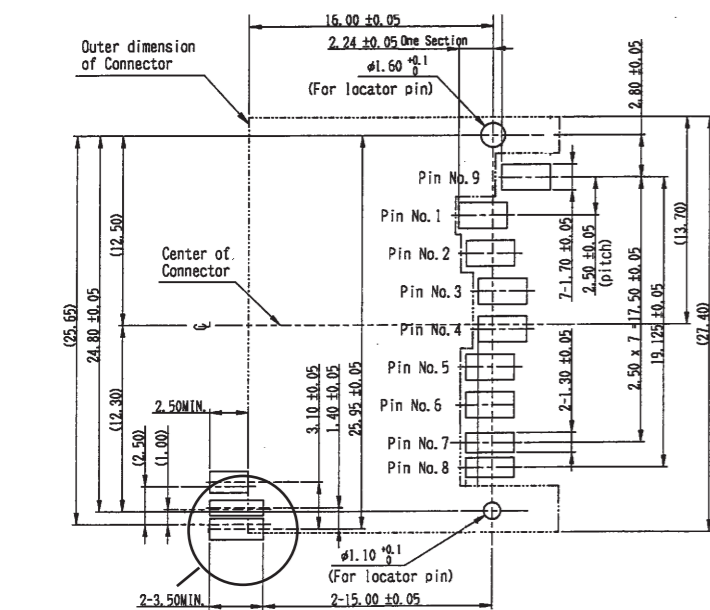 16.00 ±0.05
2.24 ±0.05 One Section
Outer dimension
of Connector
ø1.60 +0.1 0
(For locator pin)
2.80 ±0.05
Pin No.9
Pin No.1
Pin No.2
Pin No.3
Pin No.4
Pin No.5
Pin No.6
Pin No.7
Pin No.8
Center of
Connector
(12.50)
(25.65)
24.80 ±0.05
(12.30)
2.50MIN.
(2.50)
(1.00)
3.10 ±0.05
1.40 ±0.05
25.95 ±0.05
7-1.70 ±0.05
2.50 ±0.05
(pitch)
2-1.30 ±0.05
2.50 x 7 =17.50 ±0.05
19.125 ±0.05
(13.70)
(27.40)
ø1.10 +0.1 0
(For locator pin)
2-3.50MIN.
2-15.00 ±0.05